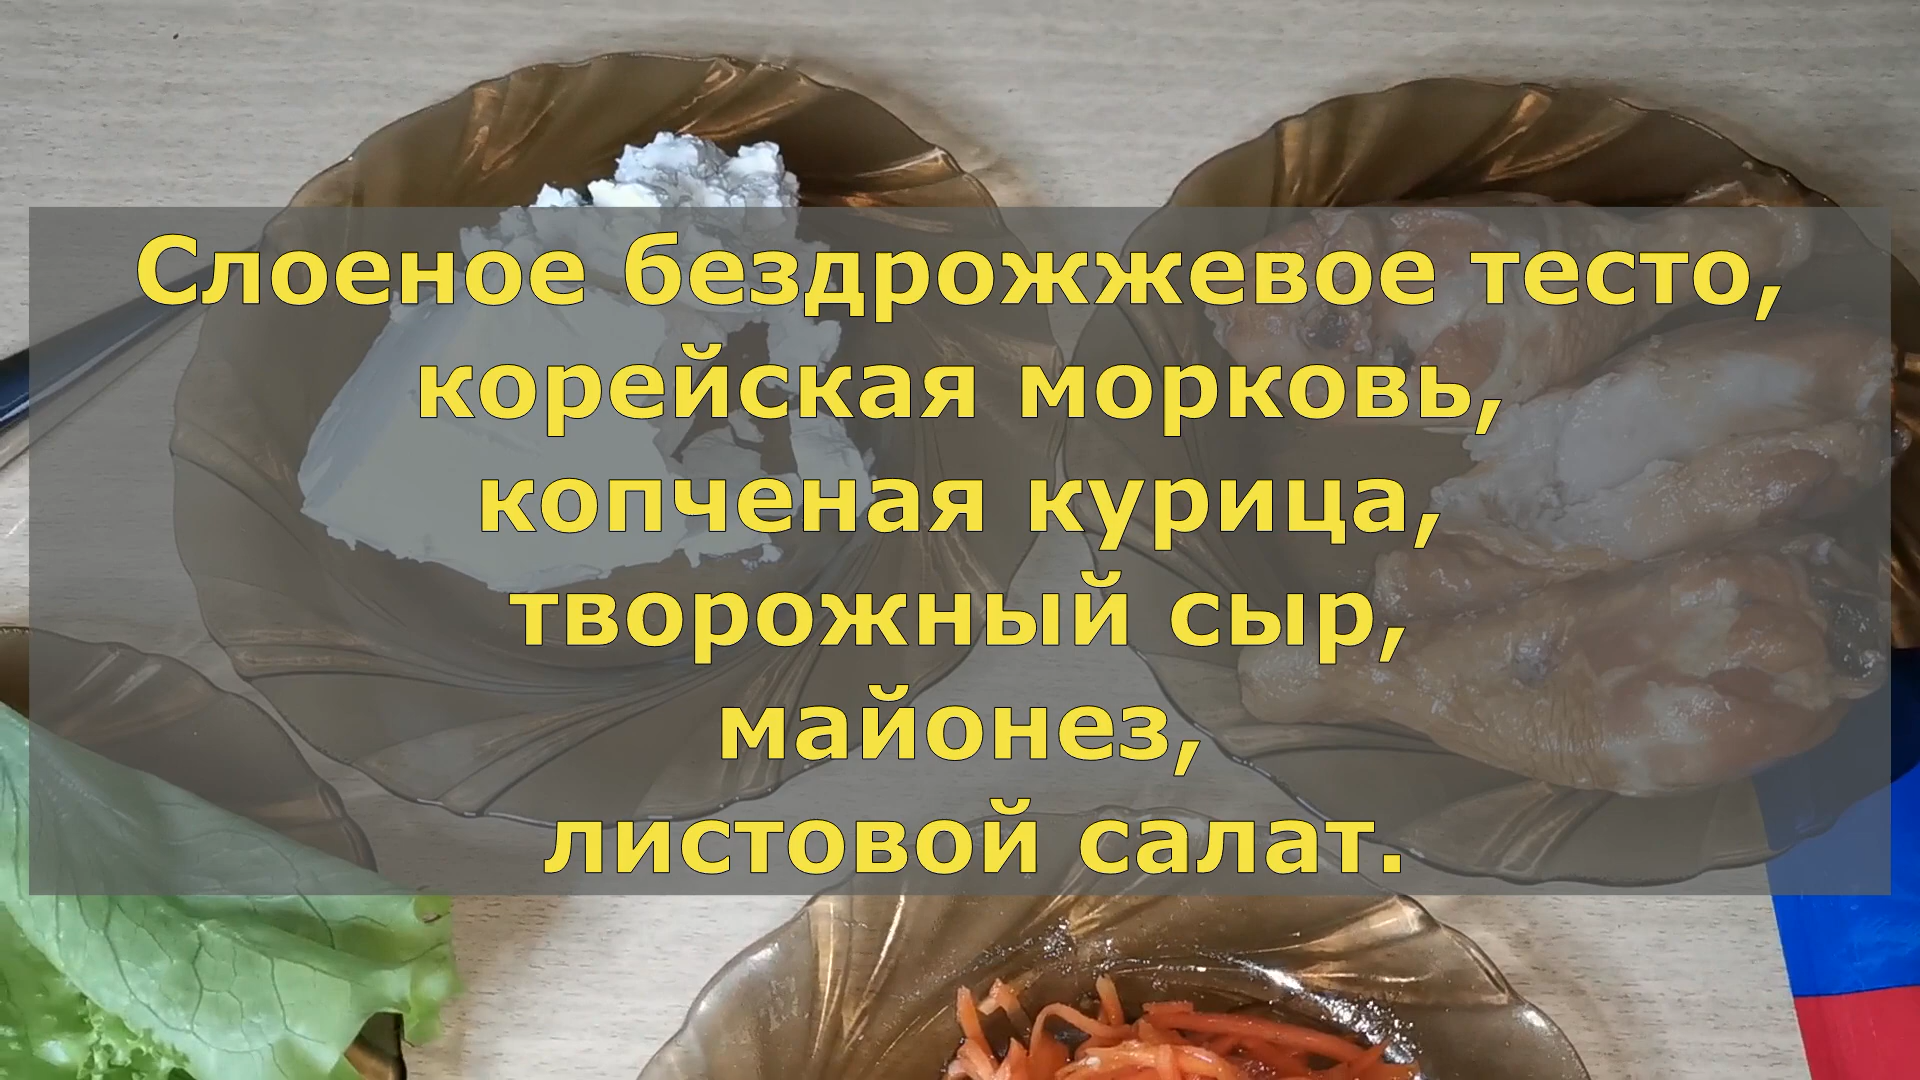 Слоеное бездрожжевое тесто,
корейская морковь,
копченая курица,
творожный сыр,
майонез,
листовой салат.